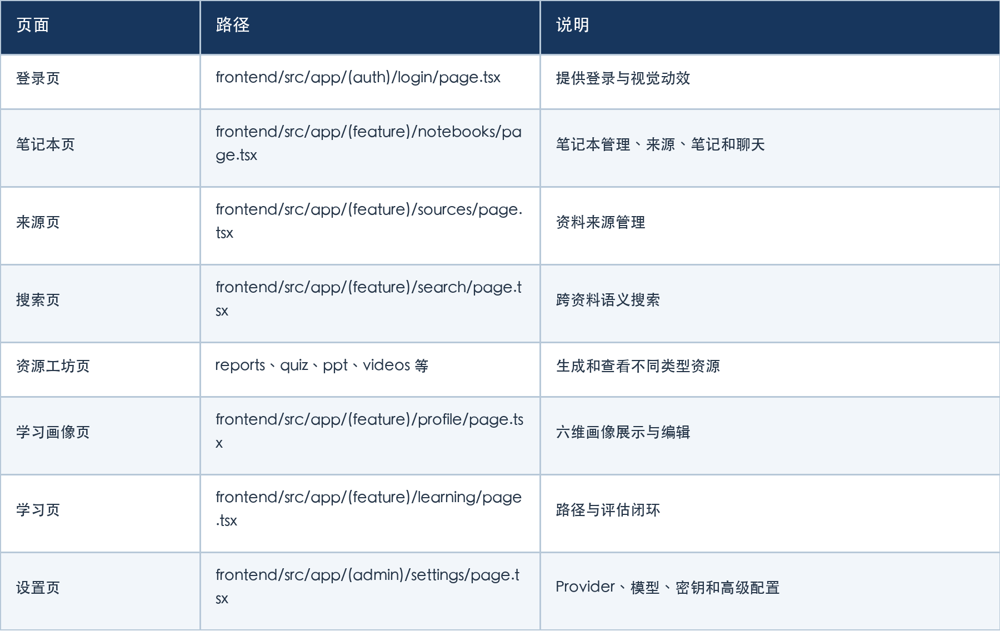 页面 路径 说明
登录页 frontend/src/app/(auth)/login/page.tsx 提供登录与视觉动效
笔记本页 frontend/src/app/(feature)/notebooks/pa
ge.tsx 笔记本管理、来源、笔记和聊天
来源页 frontend/src/app/(feature)/sources/page.
tsx 资料来源管理
搜索页 frontend/src/app/(feature)/search/page.t
sx 跨资料语义搜索
资源工坊页 reports、quiz、ppt、videos 等 生成和查看不同类型资源
学习画像页 frontend/src/app/(feature)/profile/page.ts
x 六维画像展示与编辑
学习页 frontend/src/app/(feature)/learning/page
.tsx 路径与评估闭环
设置页 frontend/src/app/(admin)/settings/page.t
sx Provider、模型、密钥和高级配置